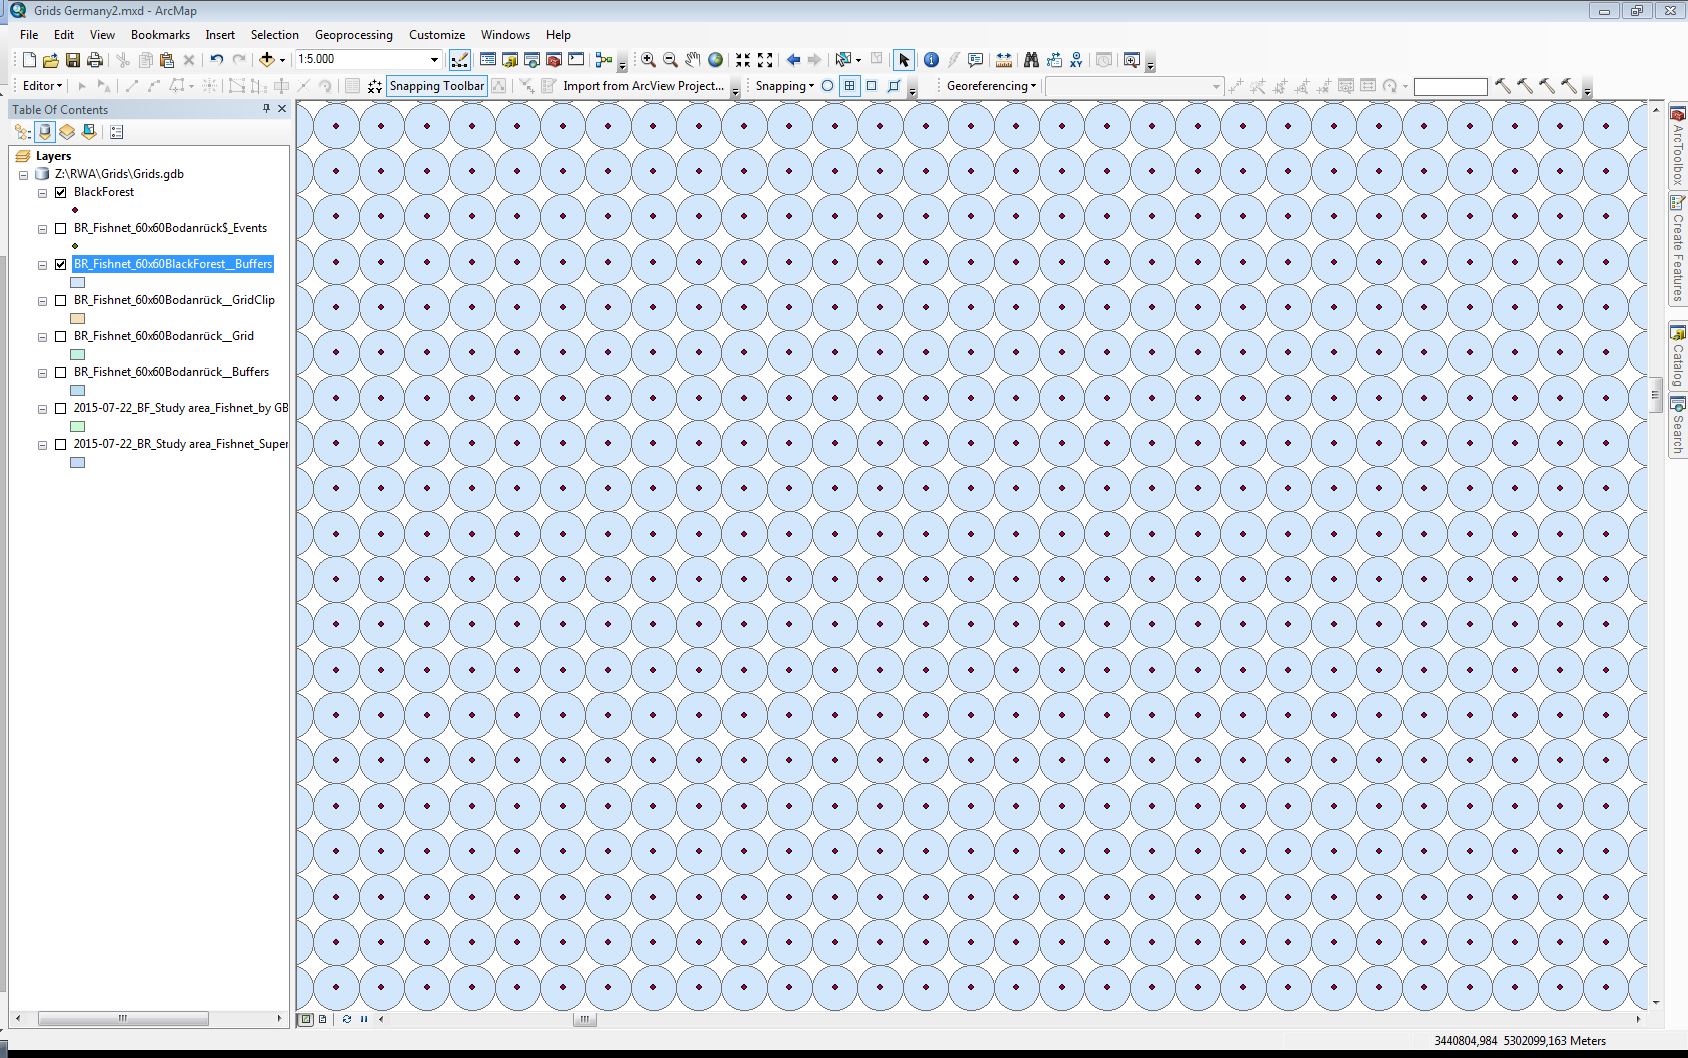 Grids Germany2.mxd - ArcMap
File Edit View Bookmarks Insert Selection Geoprocessing Customize Windows Help
1:5.000
Editor Snapping Toolbar Import from ArcView Project... Snapping Georeferencing
Table Of Contents
Layers
Z:\RWA\Grids\Grids.gdb
BlackForest
BR_Fishnet_60x60Bodanrück$_Events
BR_Fishnet_60x60BlackForest__Buffers
BR_Fishnet_60x60Bodanrück__GridClip
BR_Fishnet_60x60Bodanrück__Grid
BR_Fishnet_60x60Bodanrück__Buffers
2015-07-22_BF_Study area_Fishnet_by GB
2015-07-22_BR_Study area_Fishnet_Super
ArcToolbox
Create Features
Catalog
Search
3440804,984 5302099,163 Meters